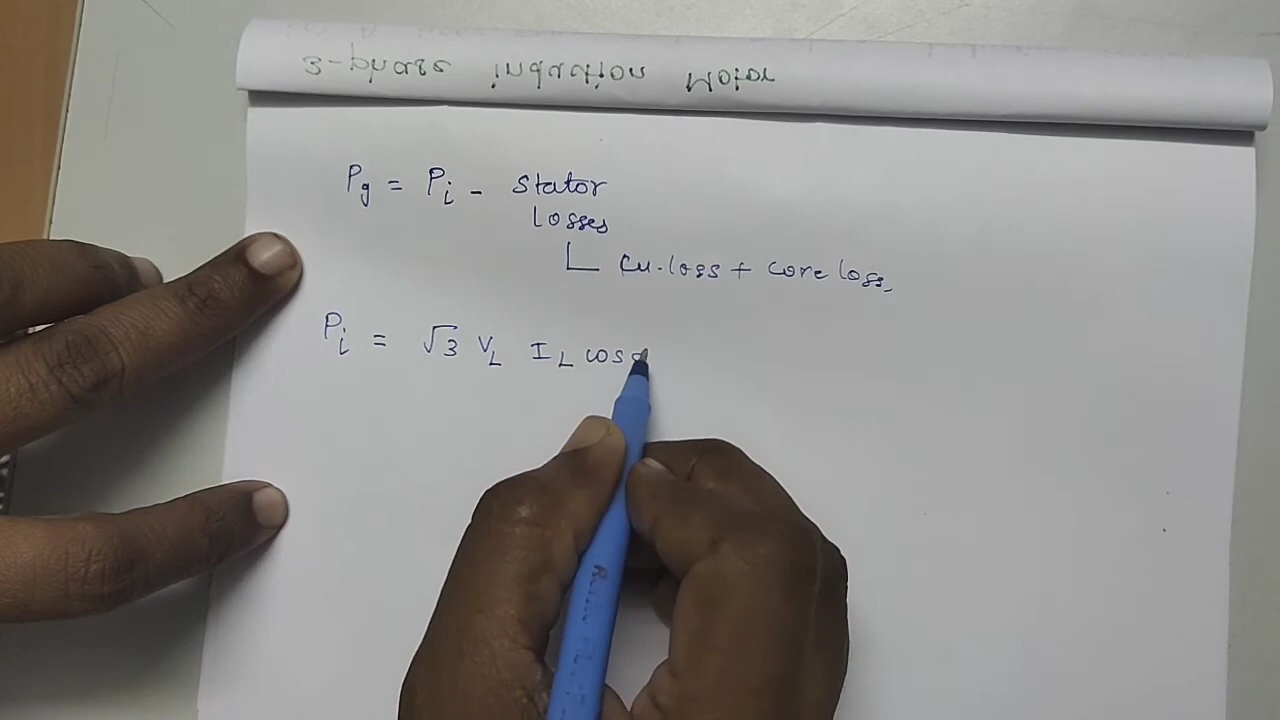 3-phase induction Motor
Pg = Pi - stator
losses
cu.loss + core loss,
Pi = √3 VL IL cos